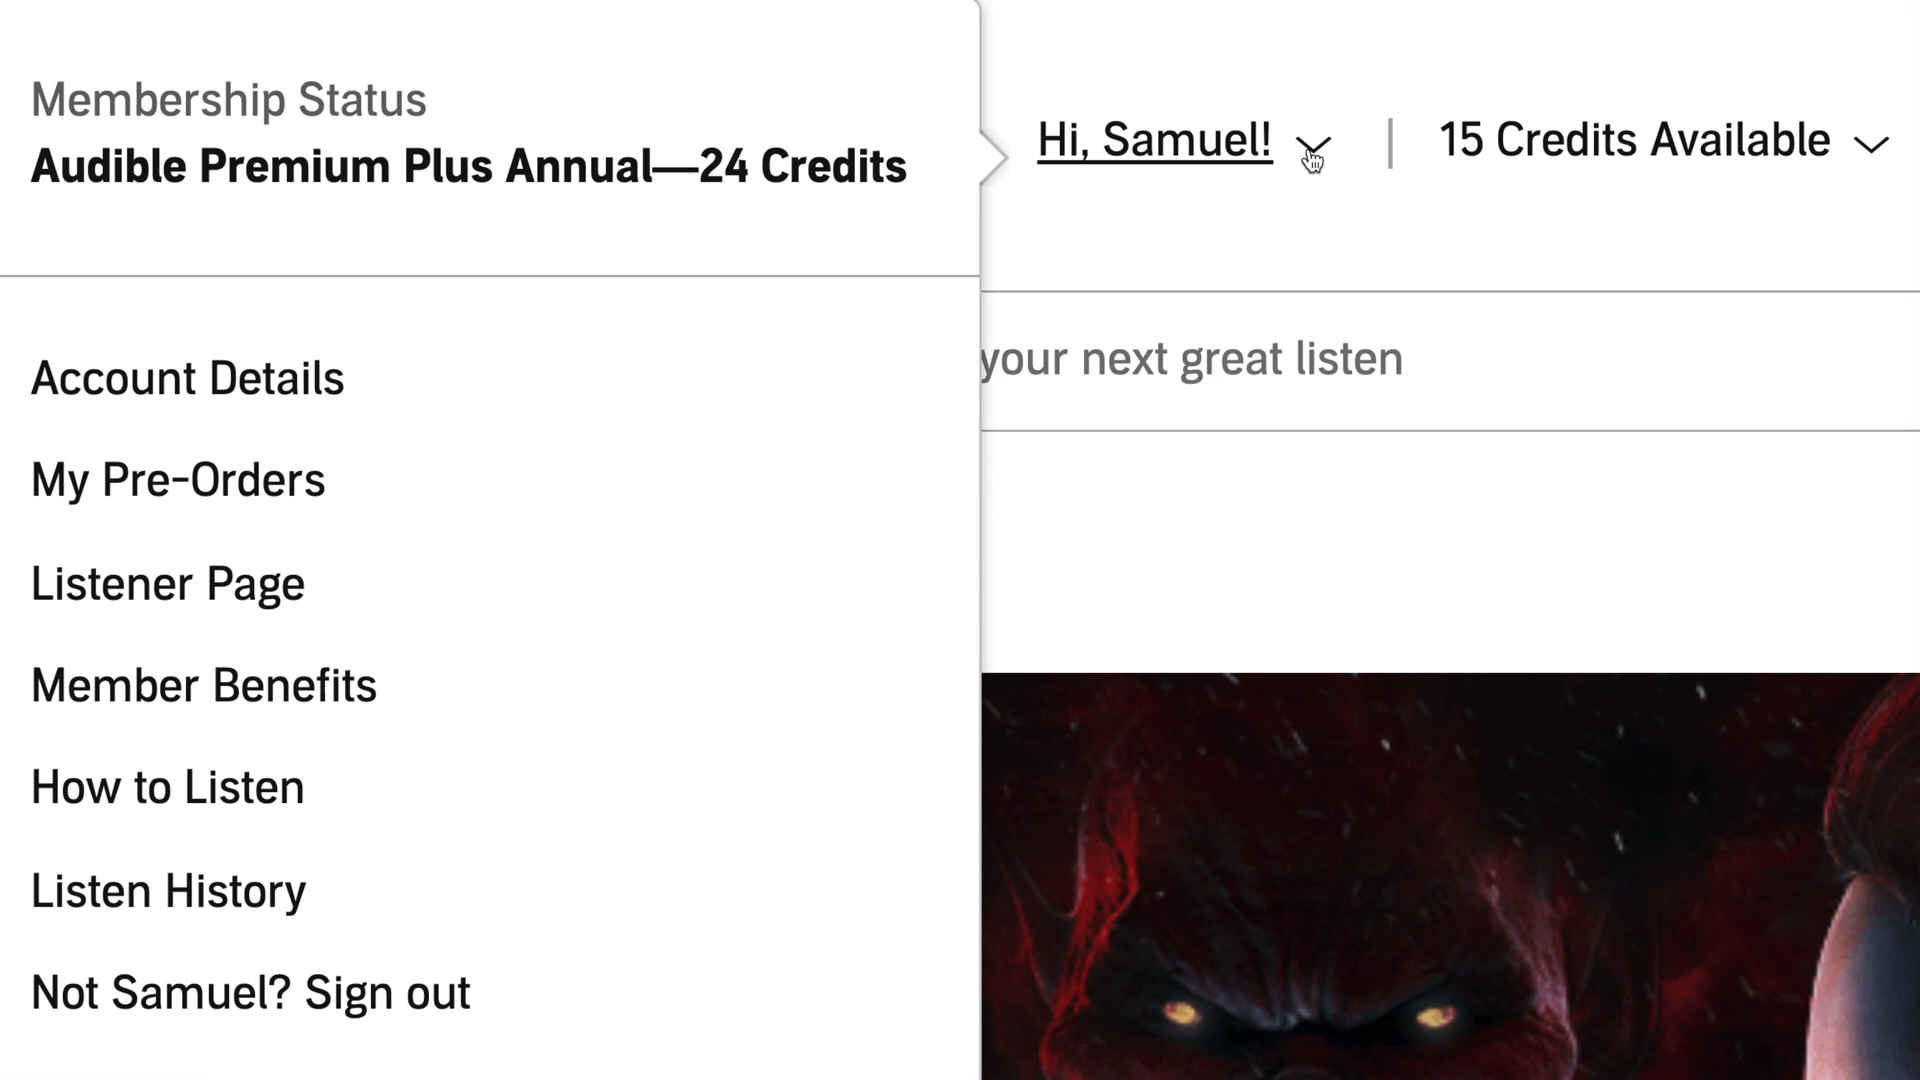 Membership Status
Audible Premium Plus Annual—24 Credits
Hi, Samuel!
15 Credits Available
your next great listen
Account Details
My Pre-Orders
Listener Page
Member Benefits
How to Listen
Listen History
Not Samuel? Sign out